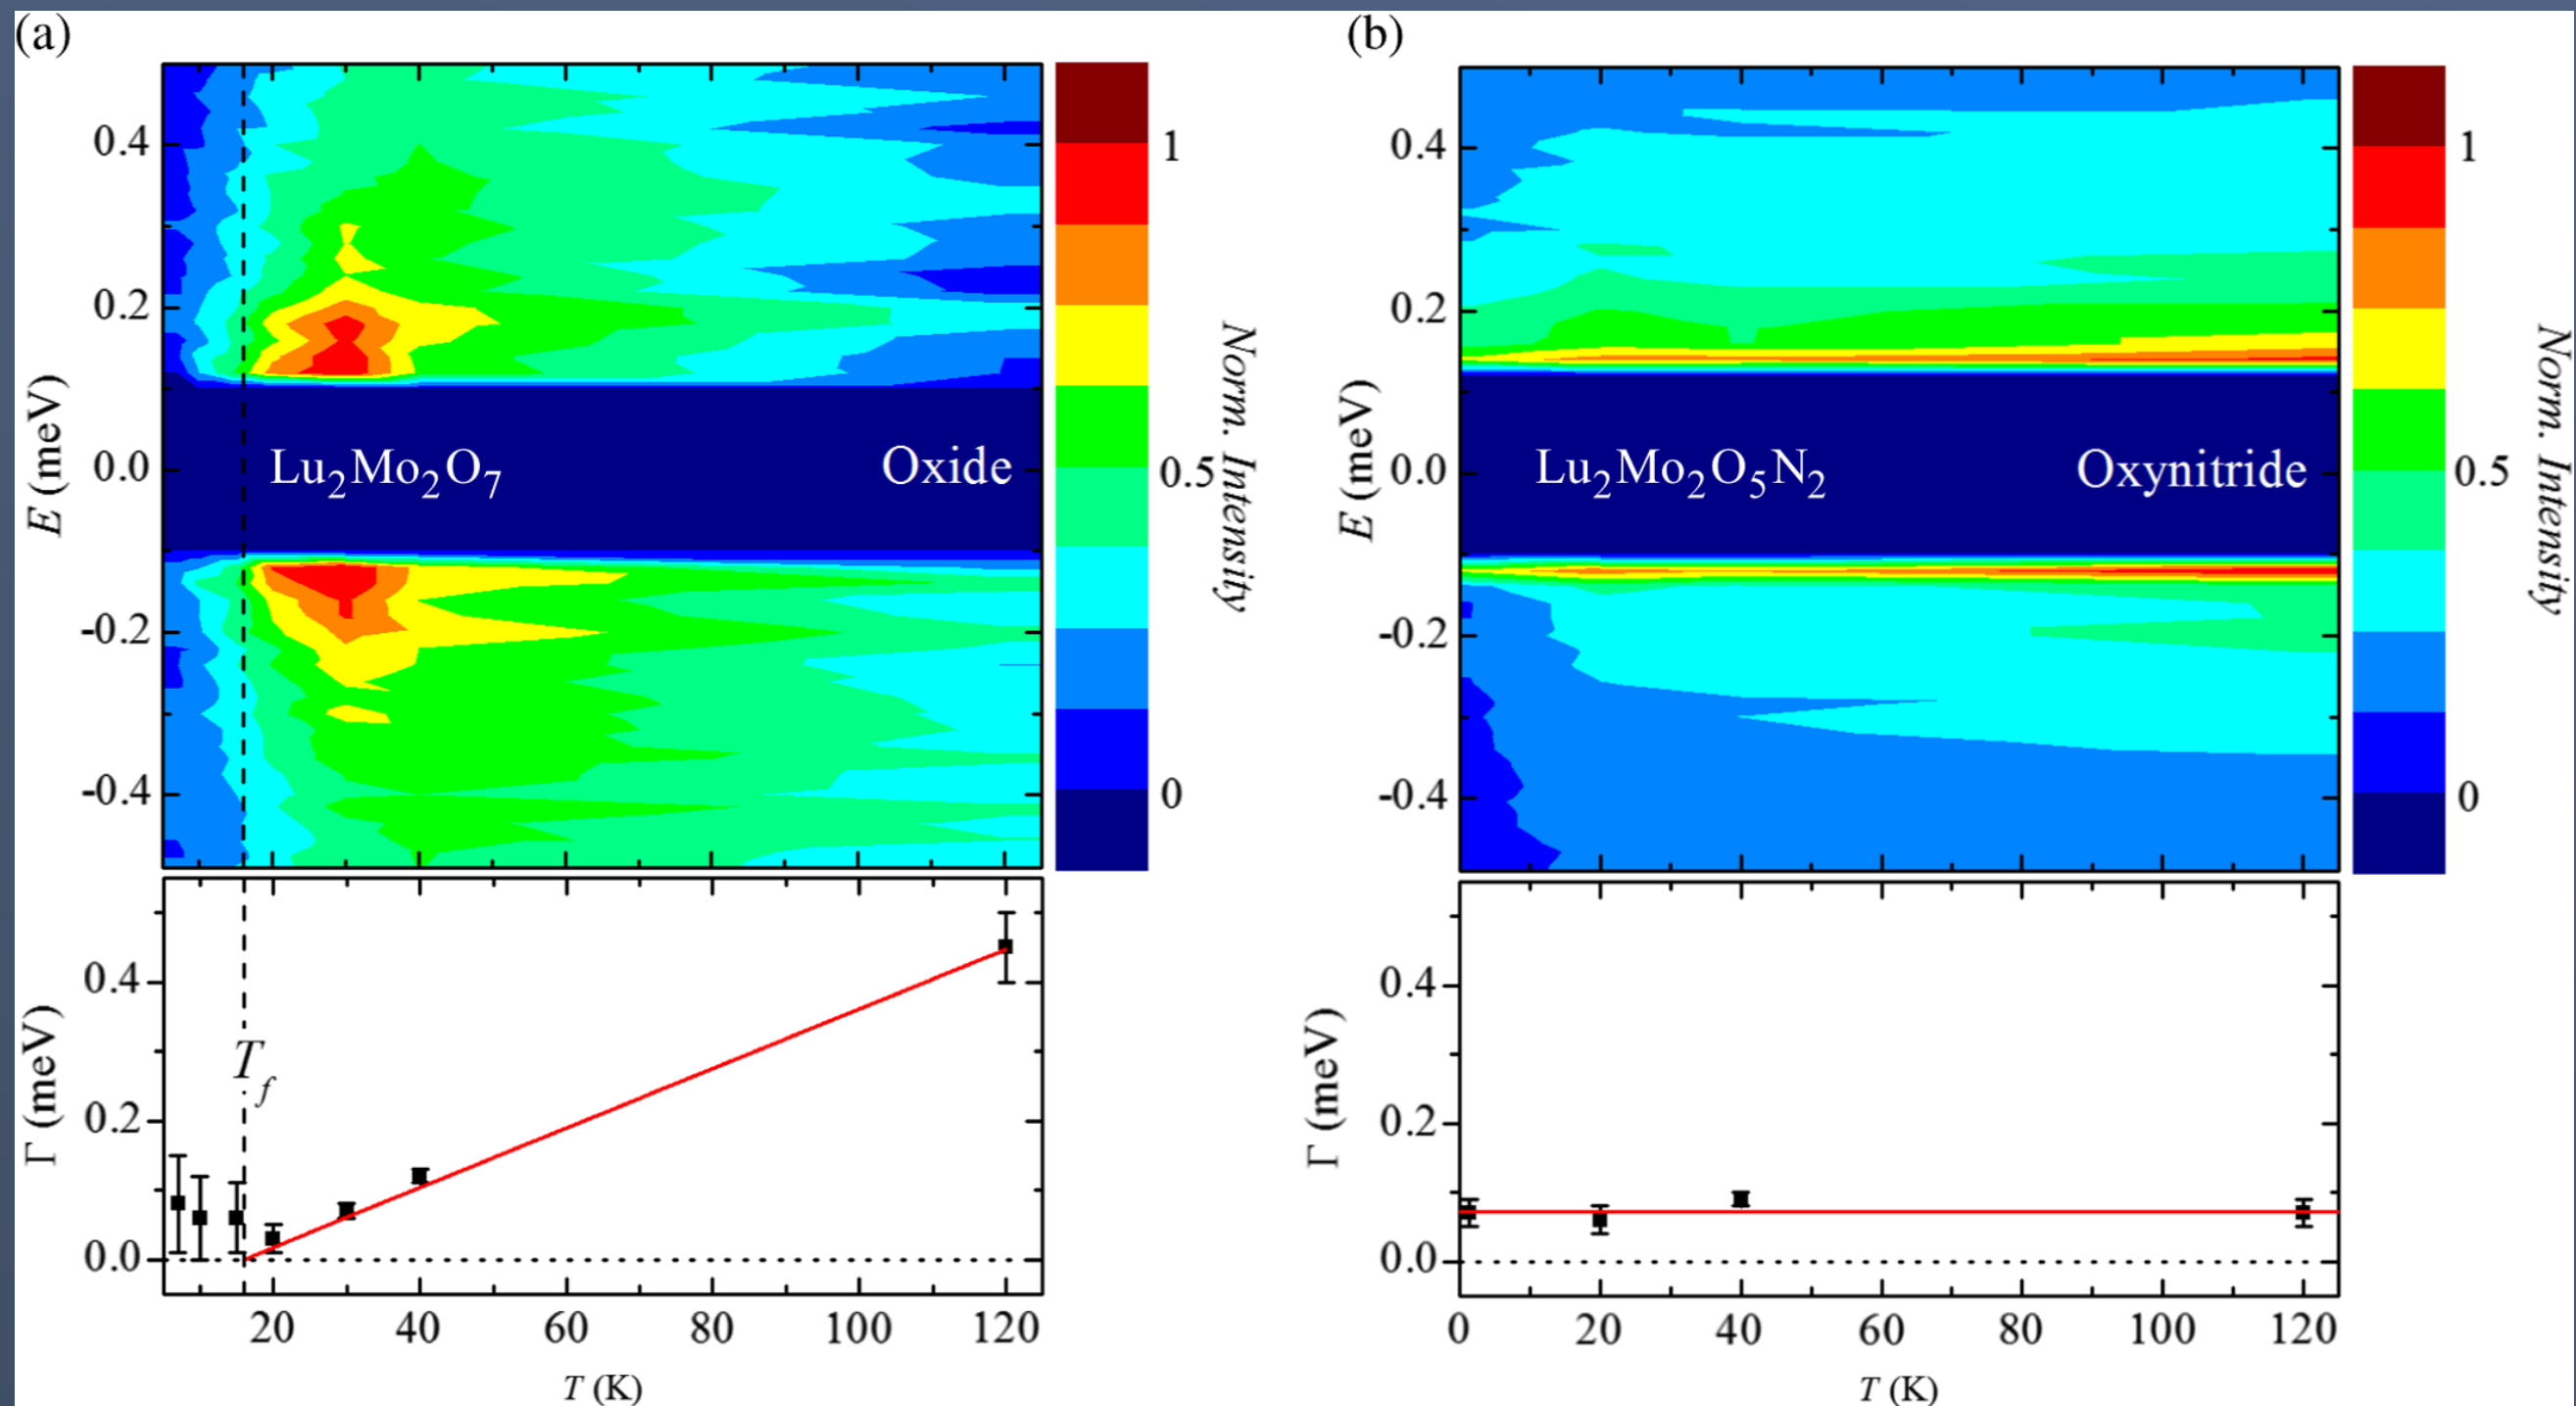 (a)
0.4
0.2
0.0
-0.2
-0.4
E (meV)
Lu2Mo2O7
Oxide
1
0.5
0
Norm. Intensity
0.4
0.2
0.0
Γ (meV)
Tf
20 40 60 80 100 120
T (K)
(b)
0.4
0.2
0.0
-0.2
-0.4
E (meV)
Lu2Mo2O5N2
Oxynitride
1
0.5
0
Norm. Intensity
0.4
0.2
0.0
Γ (meV)
0 20 40 60 80 100 120
T (K)